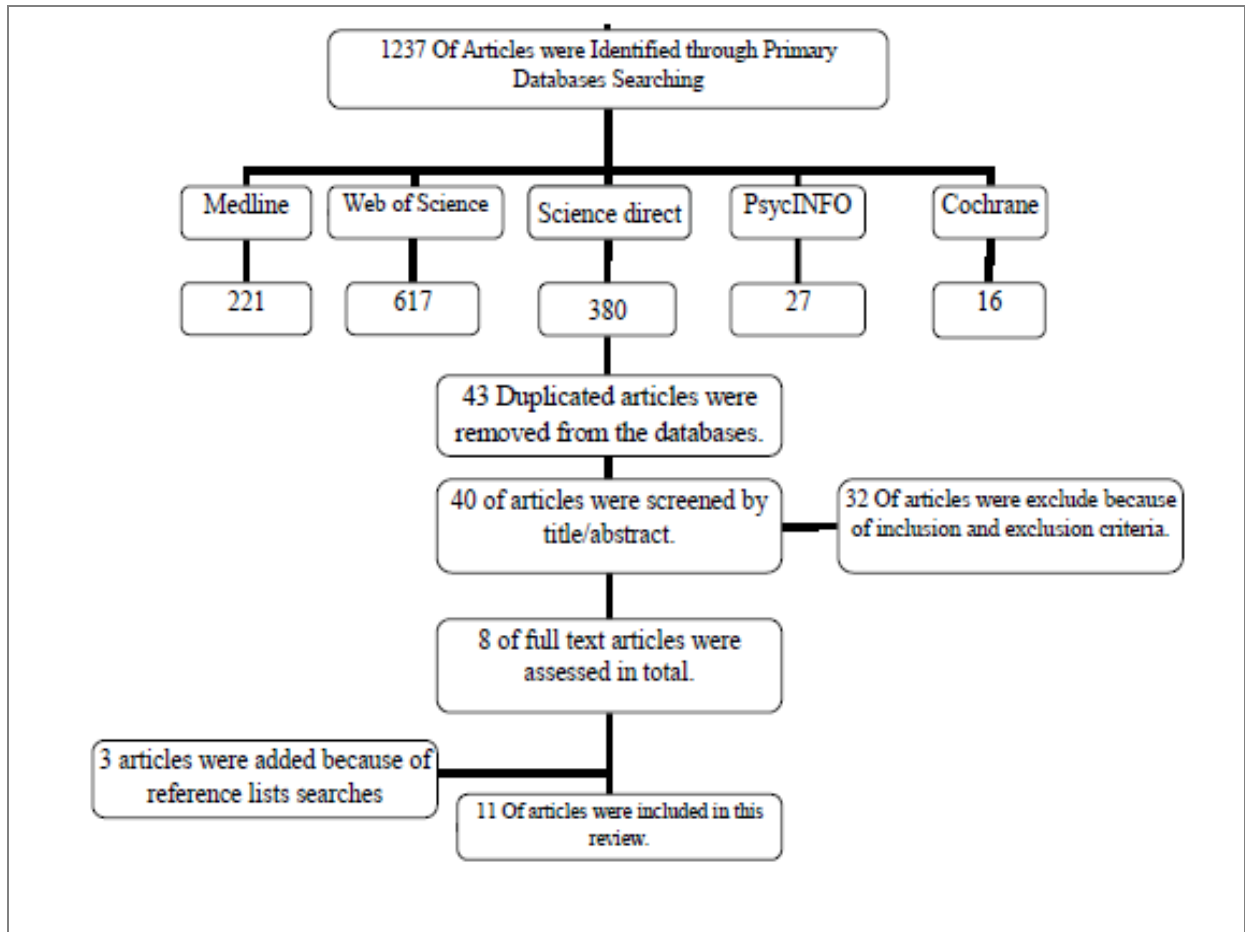 1237 Of Articles were Identified through Primary
Databases Searching
Medline
Web of Science
Science direct
PsycINFO
Cochrane
221
617
380
27
16
43 Duplicated articles were
removed from the databases.
40 of articles were screened by
title/abstract.
32 Of articles were exclude because
of inclusion and exclusion criteria.
8 of full text articles were
assessed in total.
3 articles were added because of
reference lists searches
11 Of articles were included in this
review.